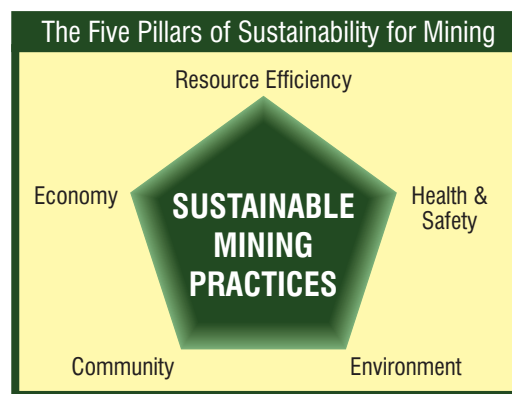 The Five Pillars of Sustainability for Mining
Resource Efficiency
Economy
Health &
Safety
SUSTAINABLE
MINING
PRACTICES
Community
Environment